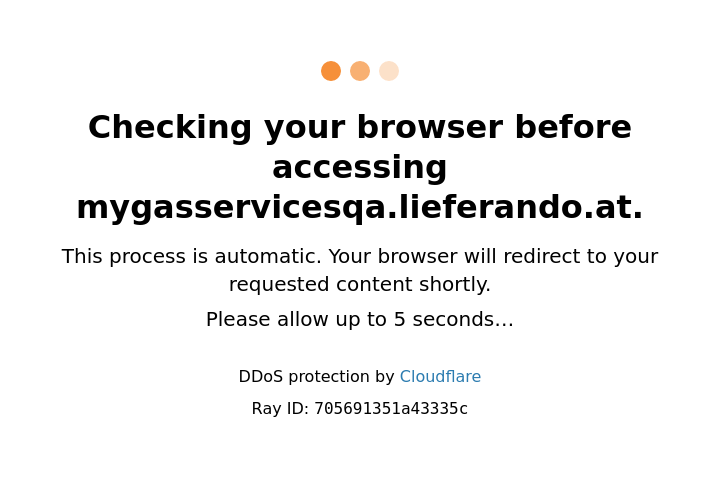 Checking your browser before
accessing
mygasservicesqa.lieferando.at.
This process is automatic. Your browser will redirect to your
requested content shortly.
Please allow up to 5 seconds…
DDoS protection by Cloudflare
Ray ID: 705691351a43335c